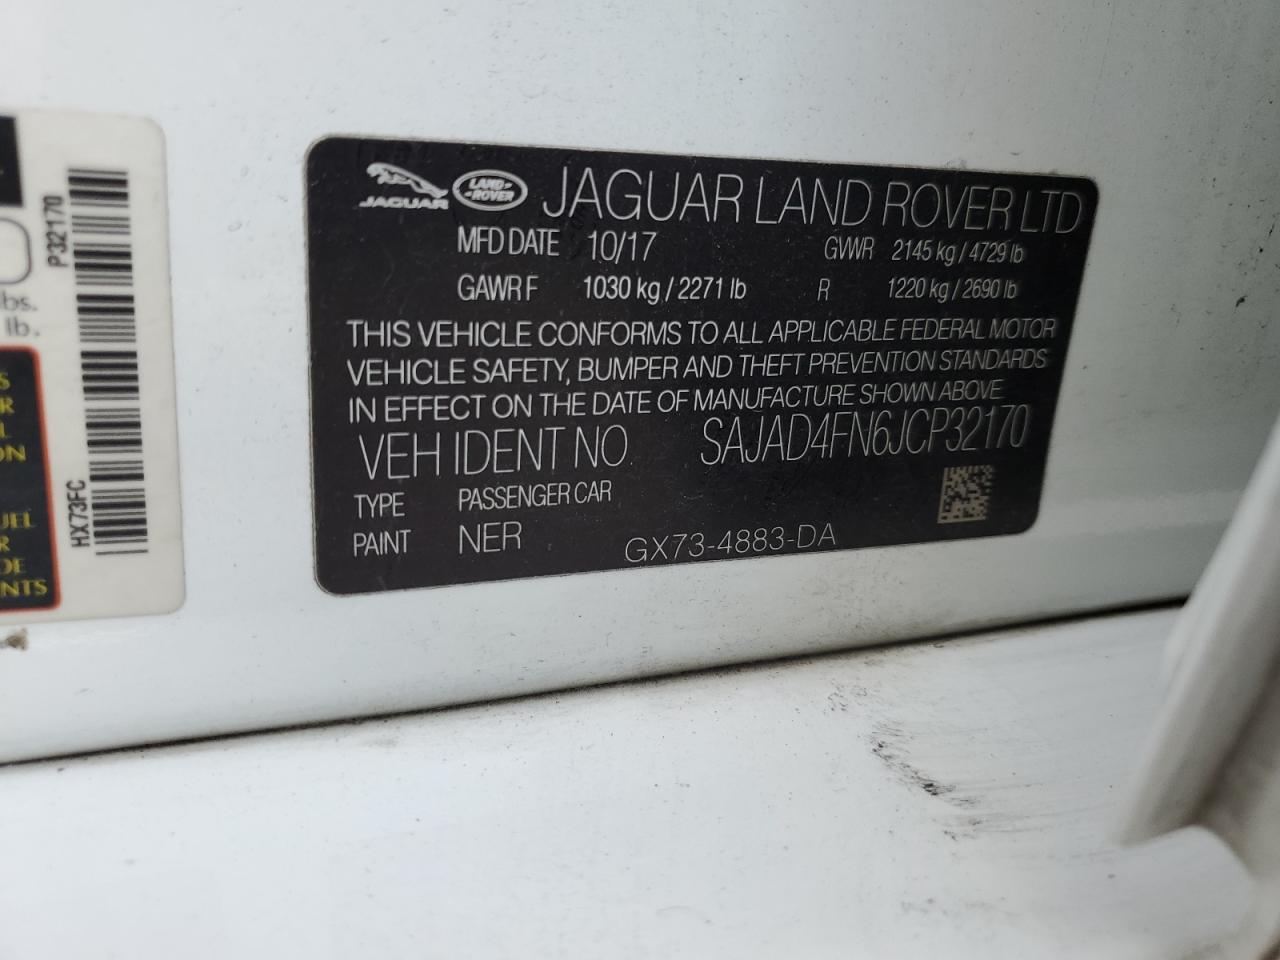 JAGUAR LAND ROVER JAGUAR LAND ROVER LTD
MFD DATE 10/17 GVWR 2145 kg / 4729 lb
GAWR F 1030 kg / 2271 lb R 1220 kg / 2690 lb
THIS VEHICLE CONFORMS TO ALL APPLICABLE FEDERAL MOTOR
VEHICLE SAFETY, BUMPER AND THEFT PREVENTION STANDARDS
IN EFFECT ON THE DATE OF MANUFACTURE SHOWN ABOVE
VEH IDENT NO SAJAD4FN6JCP32170
TYPE PASSENGER CAR
PAINT NER GX73-4883-DA
P32170
HX73FC
lbs.
lb.